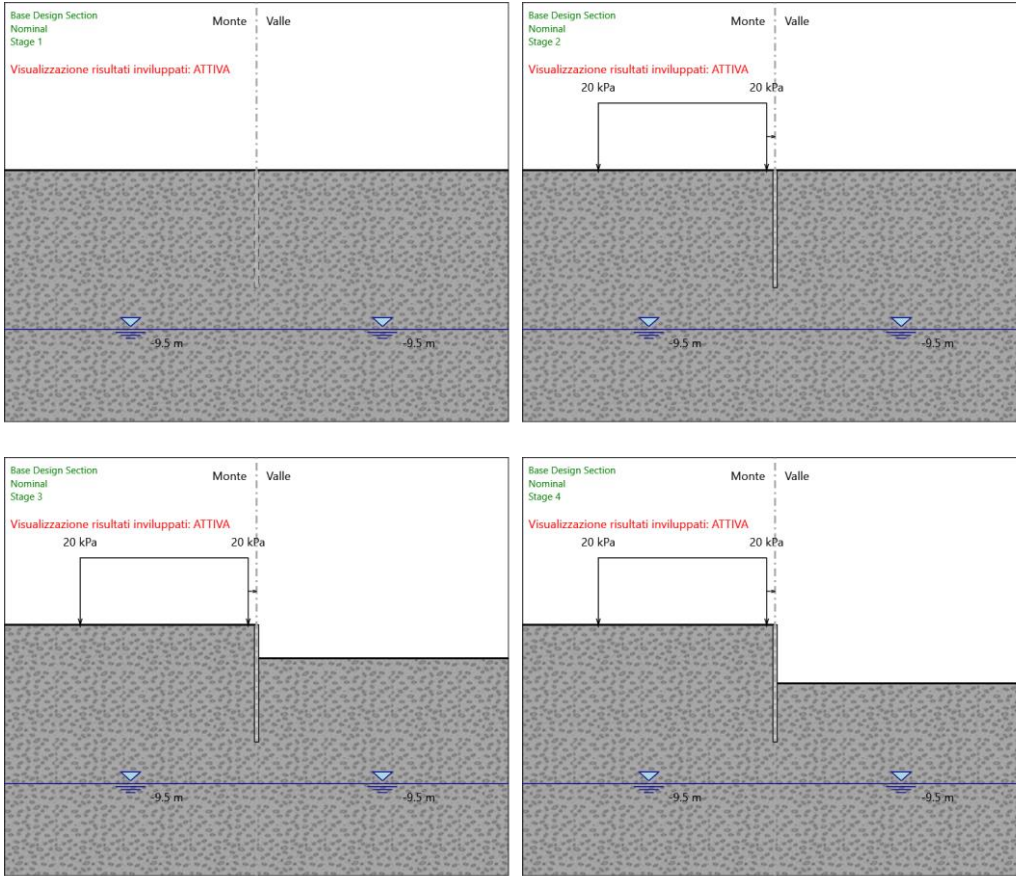 Base Design Section
Nominal
Stage 1
Monte Valle
Visualizzazione risultati inviluppati: ATTIVA
-9.5 m -9.5 m
Base Design Section
Nominal
Stage 2
Monte Valle
Visualizzazione risultati inviluppati: ATTIVA
20 kPa 20 kPa
-9.5 m -9.5 m
Base Design Section
Nominal
Stage 3
Monte Valle
Visualizzazione risultati inviluppati: ATTIVA
20 kPa 20 kPa
-9.5 m -9.5 m
Base Design Section
Nominal
Stage 4
Monte Valle
Visualizzazione risultati inviluppati: ATTIVA
20 kPa 20 kPa
-9.5 m -9.5 m